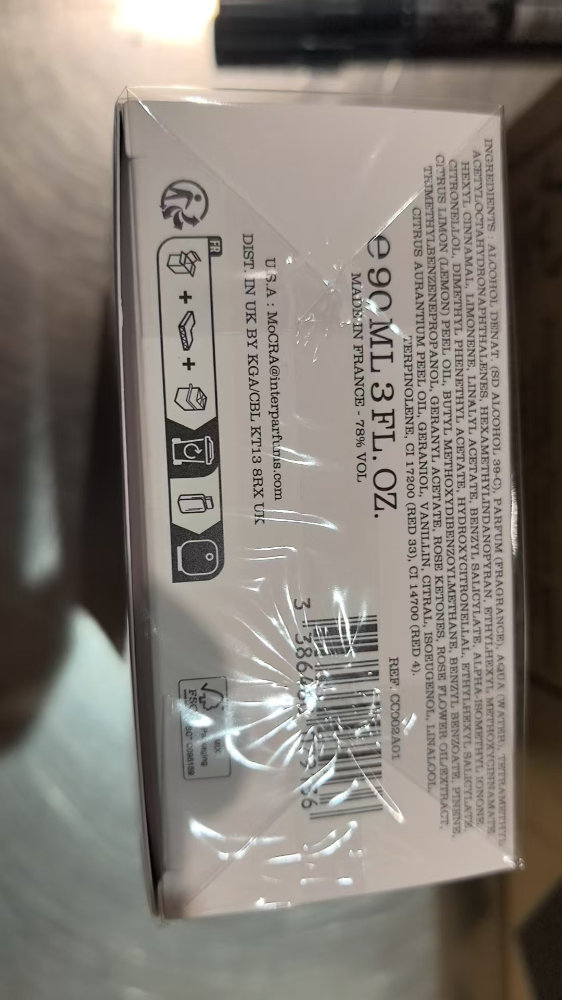 INGREDIENTS : ALCOHOL DENAT. (SD ALCOHOL 39-C), PARFUM (FRAGRANCE), AQUA (WATER), TETRAMETHYL
ACETYLOCTAHYDRONAPHTHALENES, HEXAMETHYLINDANOPYRAN, ETHYLHEXYL METHOXYCINNAMATE,
HEXYL CINNAMAL, LIMONENE, LINALYL ACETATE, BENZYL SALICYLATE, ALPHA-ISOMETHYL IONONE,
CITRONELLOL, DIMETHYL PHENETHYL ACETATE, HYDROXYCITRONELLAL, ETHYLHEXYL SALICYLATE,
CITRUS LIMON (LEMON) PEEL OIL, BUTYL METHOXYDIBENZOYLMETHANE, BENZYL BENZOATE, PINENE,
TRIMETHYLBENZENEPROPANOL, GERANYL ACETATE, ROSE KETONES, ROSE FLOWER OIL/EXTRACT,
CITRUS AURANTIUM PEEL OIL, GERANIOL, VANILLIN, CITRAL, ISOEUGENOL, LINALOOL,
TERPINOLENE, CI 17200 (RED 33), CI 14700 (RED 4).
e 90 ML 3 FL. OZ.
MADE IN FRANCE - 78% VOL
REF. CC002A01
U.S.A : MoCRA@interparfums.com
DIST. IN UK BY KGA/CBL KT13 8RX UK
3
FR
MIX
Packaging
FSC
C095159